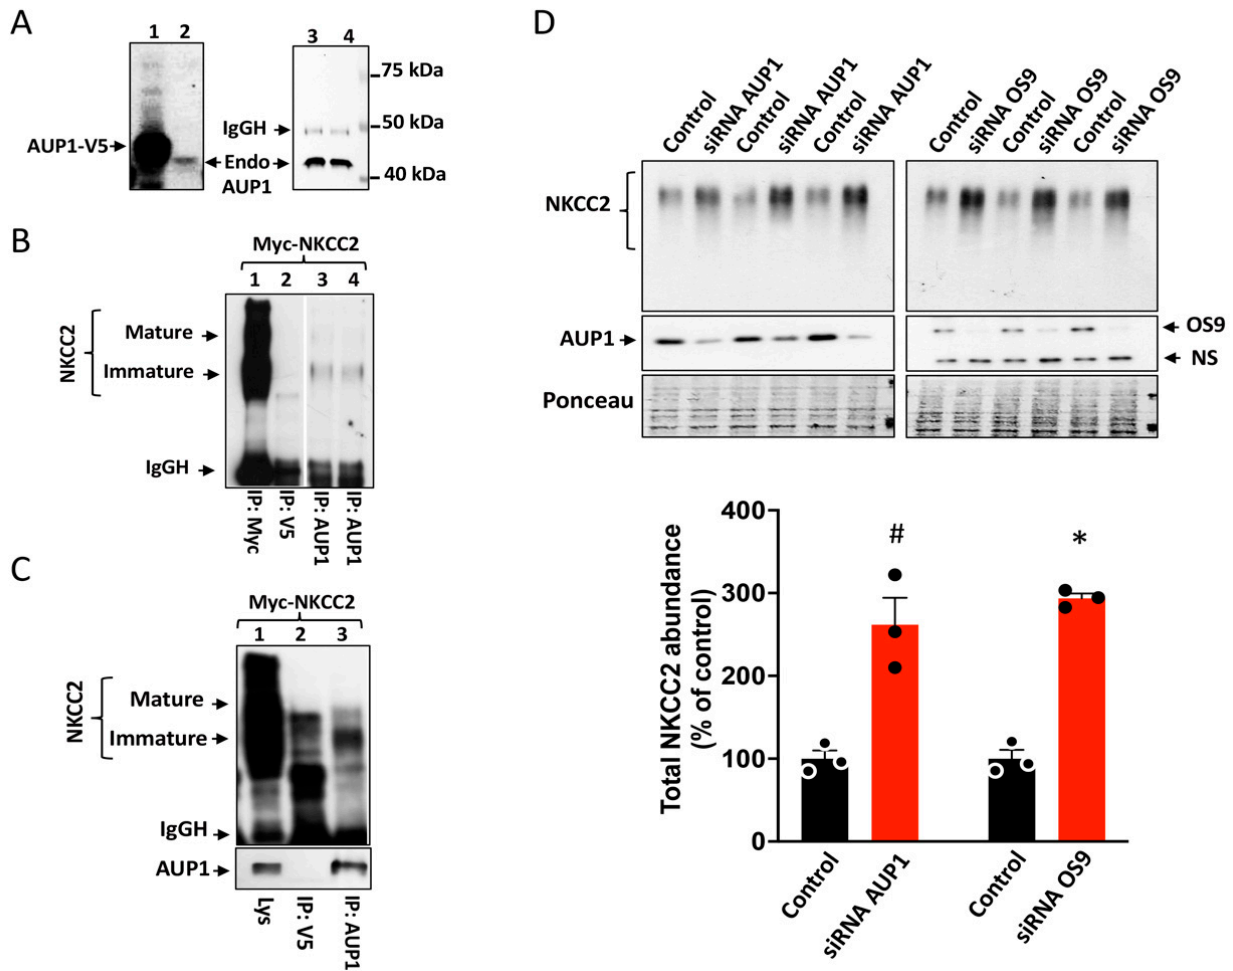 A
1 2
AUP1-V5
3 4
75 kDa
IgGH
50 kDa
Endo
AUP1
40 kDa
B
Myc-NKCC2
1 2 3 4
NKCC2
Mature
Immature
IgGH
IP: Myc
IP: V5
IP: AUP1
IP: AUP1
C
Myc-NKCC2
1 2 3
NKCC2
Mature
Immature
IgGH
AUP1
Lys
IP: V5
IP: AUP1
D
Control
siRNA AUP1
Control
siRNA AUP1
Control
siRNA AUP1
Control
siRNA OS9
Control
siRNA OS9
Control
siRNA OS9
NKCC2
AUP1
OS9
NS
Ponceau
Total NKCC2 abundance
(% of control)
400
300
200
100
0
#
*
Control
siRNA AUP1
Control
siRNA OS9